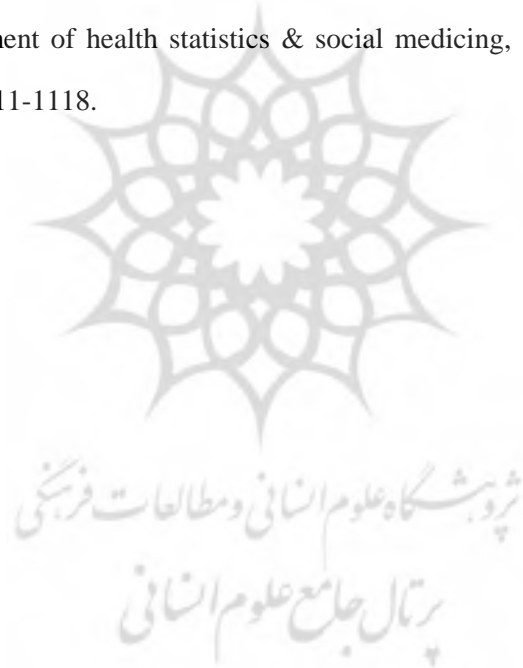 ment of health statistics & social medicing,
11-1118.
پژوهشگاه علوم انسانی و مطالعات فرهنگی
پرتال جامع علوم انسانی